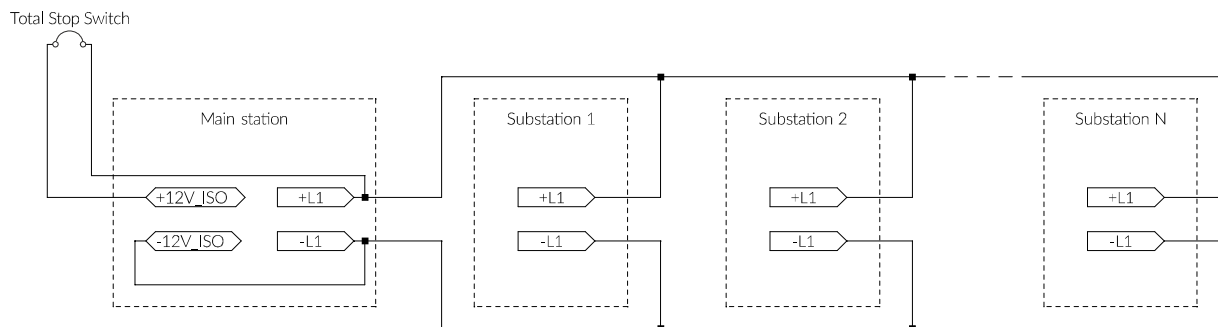 Total Stop Switch
Main station
Substation 1
Substation 2
Substation N
+12V_ISO
+L1
+L1
+L1
+L1
-12V_ISO
-L1
-L1
-L1
-L1